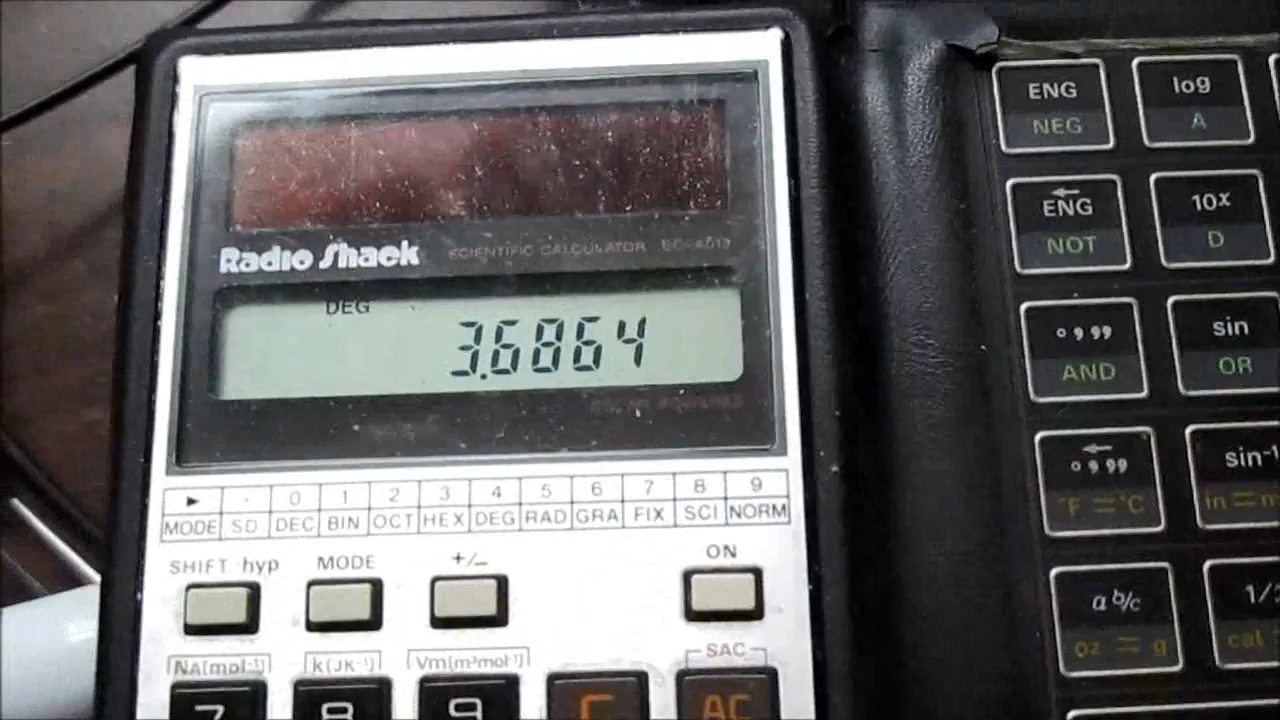 Radio Shack SCIENTIFIC CALCULATOR EC-4013
DEG
3.6864
► · 0 1 2 3 4 5 6 7 8 9
MODE SD DEC BIN OCT HEX DEG RAD GRA FIX SCI NORM
SHIFT hyp MODE +/− ON
NA(mol⁻¹) k(JK⁻¹) Vm(m³mol⁻¹) SAC
7 8 9 C AC
ENG log
NEG A
ENG 10ˣ
NOT D
° , ,, sin
AND OR
° , ,, sin⁻¹
°F = °C in = m
a b/c 1/
oz = g cal